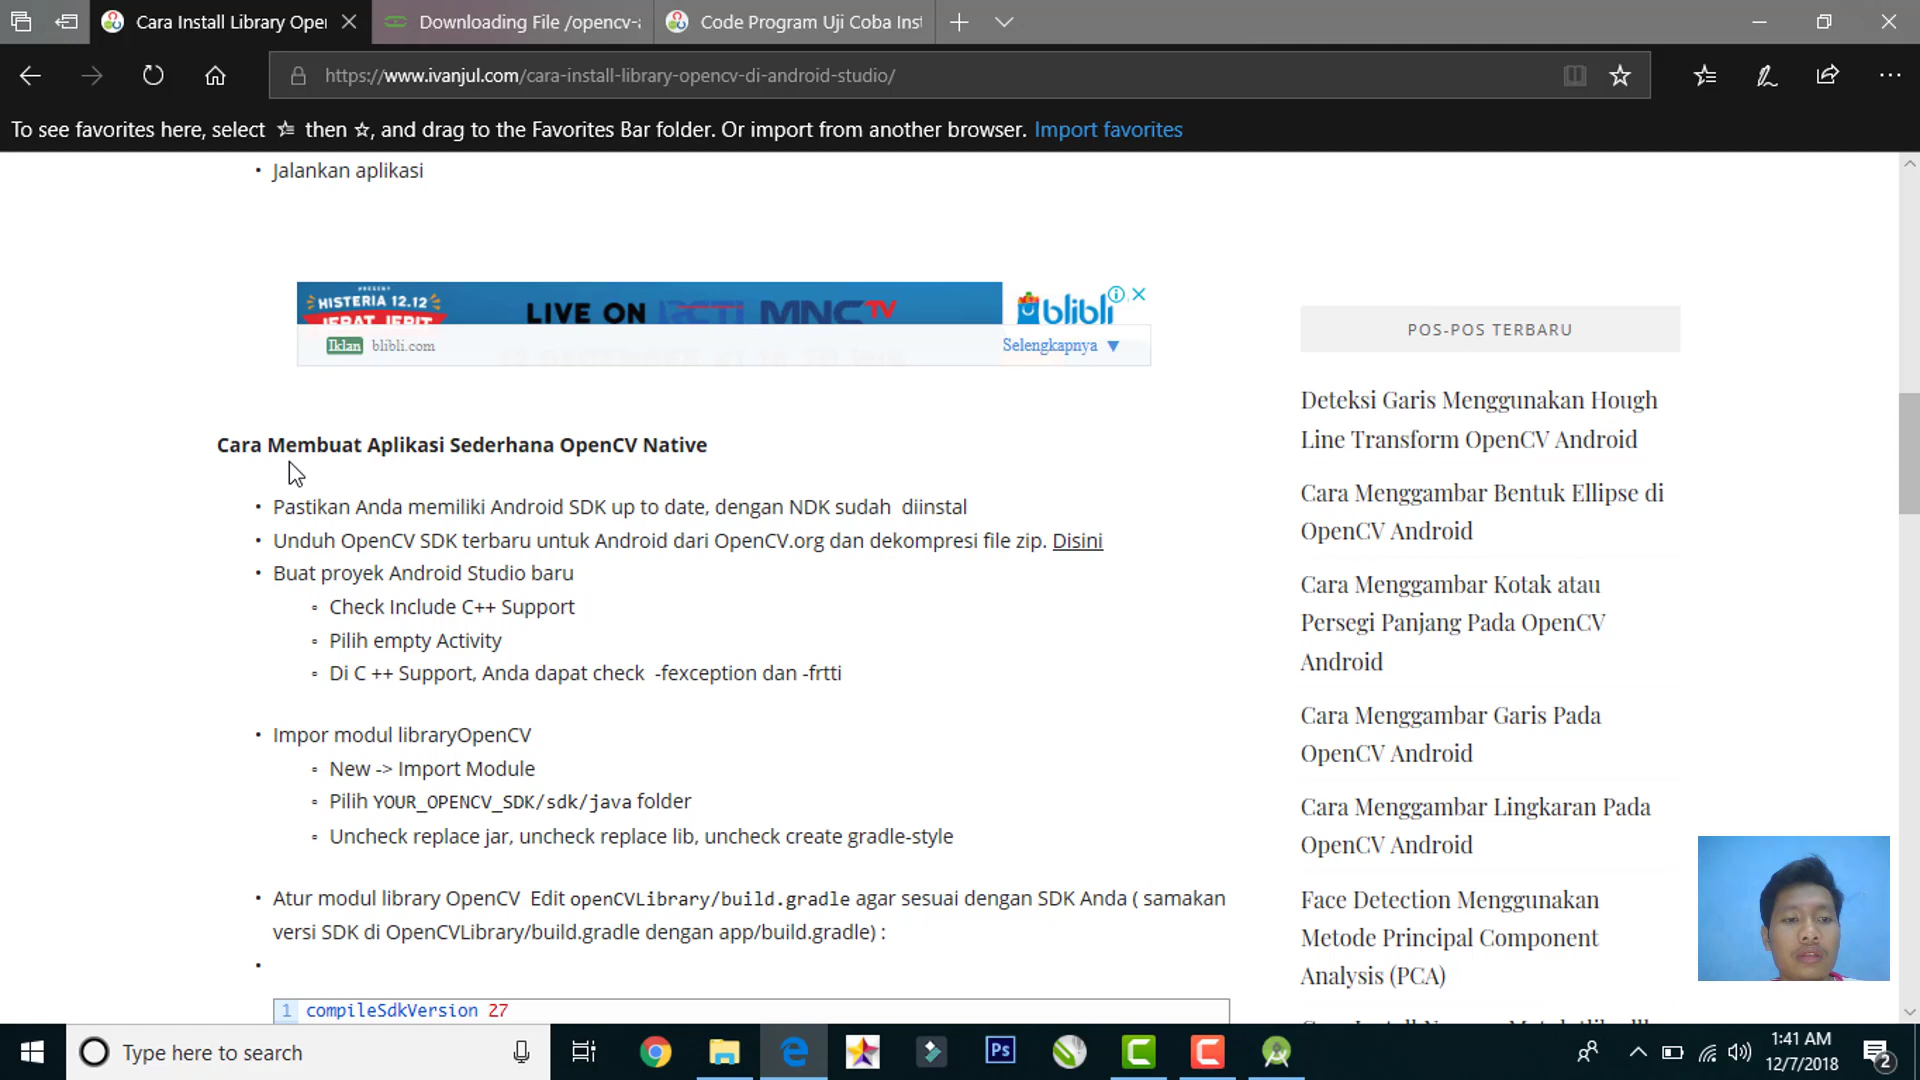 Cara Install Library Open
Downloading File /opencv-a
Code Program Uji Coba Inst
https://www.ivanjul.com/cara-install-library-opencv-di-android-studio/
To see favorites here, select then ☆, and drag to the Favorites Bar folder. Or import from another browser. Import favorites
• Jalankan aplikasi
PRESENT
HISTERIA 12.12
JERAT JERIT
LIVE ON RCTI MNCTV
blibli
Iklan blibli.com
Selengkapnya
Cara Membuat Aplikasi Sederhana OpenCV Native
• Pastikan Anda memiliki Android SDK up to date, dengan NDK sudah diinstal
• Unduh OpenCV SDK terbaru untuk Android dari OpenCV.org dan dekompresi file zip. Disini
• Buat proyek Android Studio baru
◦ Check Include C++ Support
◦ Pilih empty Activity
◦ Di C ++ Support, Anda dapat check -fexception dan -frtti
• Impor modul libraryOpenCV
◦ New -> Import Module
◦ Pilih YOUR_OPENCV_SDK/sdk/java folder
◦ Uncheck replace jar, uncheck replace lib, uncheck create gradle-style
• Atur modul library OpenCV Edit openCVLibrary/build.gradle agar sesuai dengan SDK Anda ( samakan
versi SDK di OpenCVLibrary/build.gradle dengan app/build.gradle) :
•
1 compileSdkVersion 27
POS-POS TERBARU
Deteksi Garis Menggunakan Hough
Line Transform OpenCV Android
Cara Menggambar Bentuk Ellipse di
OpenCV Android
Cara Menggambar Kotak atau
Persegi Panjang Pada OpenCV
Android
Cara Menggambar Garis Pada
OpenCV Android
Cara Menggambar Lingkaran Pada
OpenCV Android
Face Detection Menggunakan
Metode Principal Component
Analysis (PCA)
Type here to search
Ps
1:41 AM
12/7/2018
2